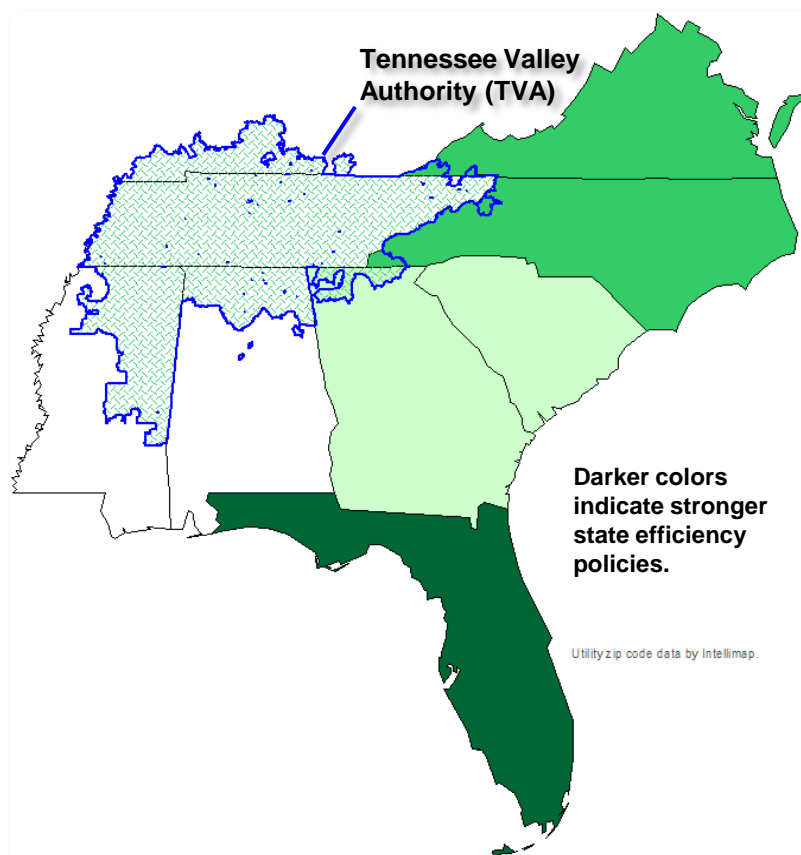 Tennessee Valley
Authority (TVA)
Darker colors
indicate stronger
state efficiency
policies.
Utility zip code data by Intellimap.